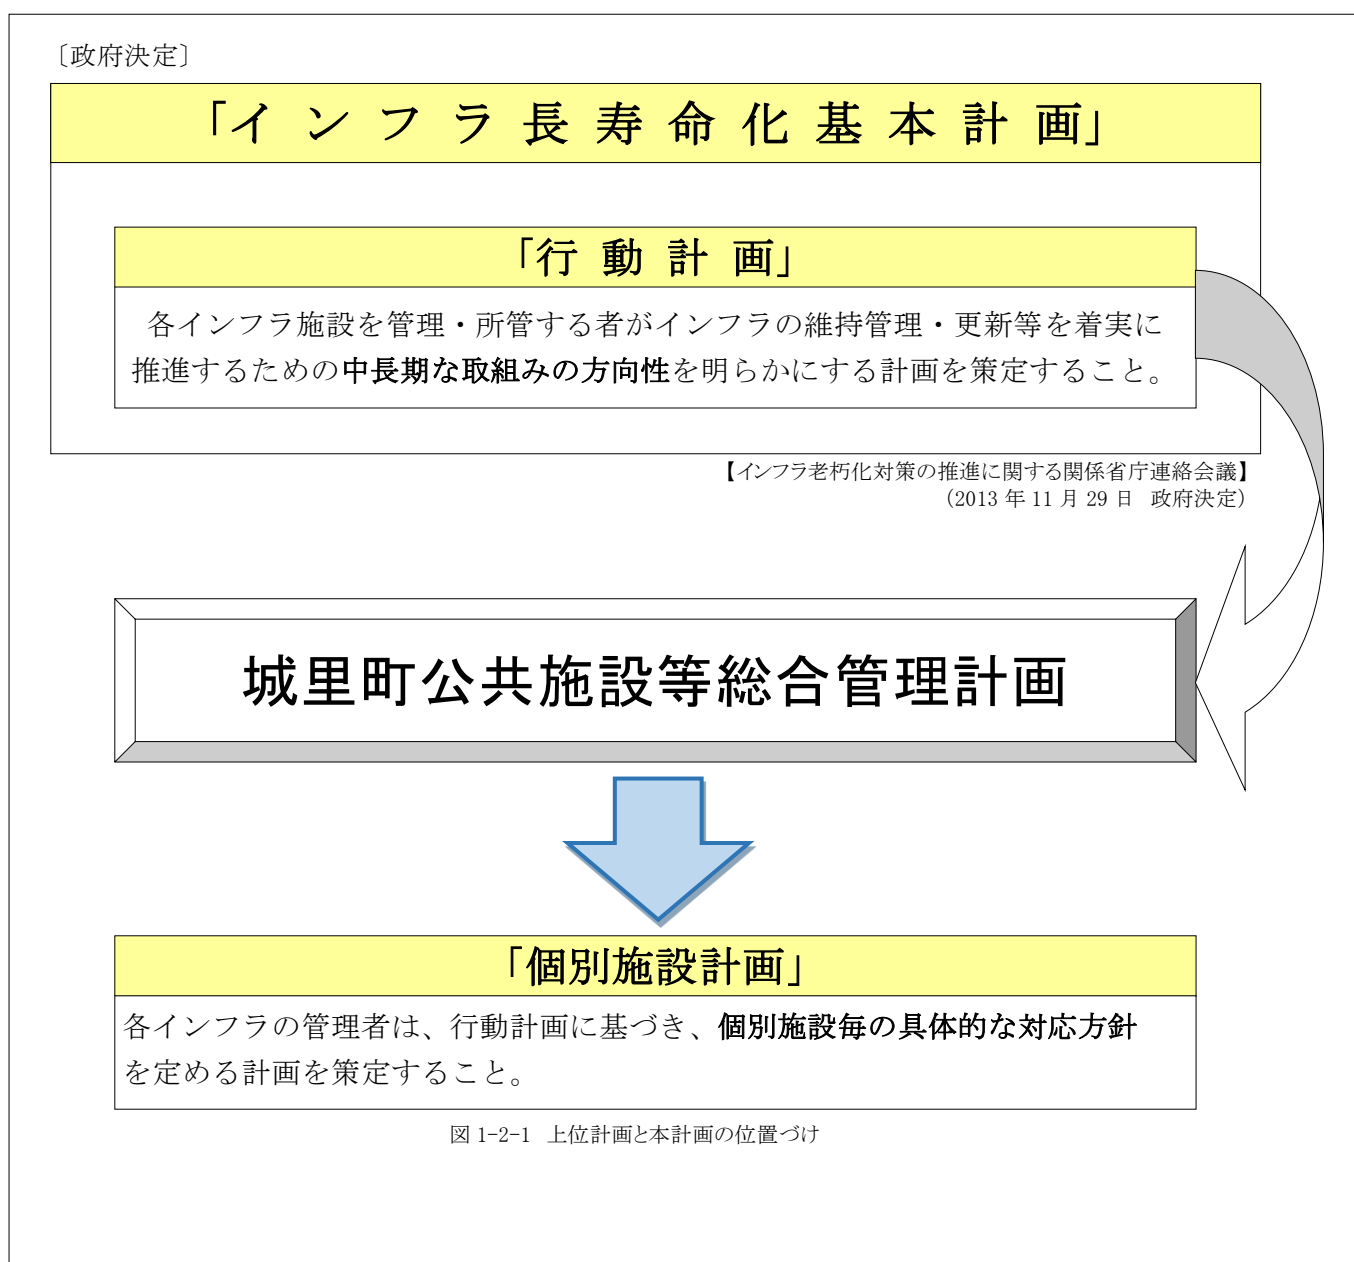 〔政府決定〕
「インフラ長寿命化基本計画」
「行動計画」
各インフラ施設を管理・所管する者がインフラの維持管理・更新等を着実に
推進するための中長期な取組みの方向性を明らかにする計画を策定すること。
【インフラ老朽化対策の推進に関する関係省庁連絡会議】
(2013 年 11 月 29 日 政府決定)
城里町公共施設等総合管理計画
「個別施設計画」
各インフラの管理者は、行動計画に基づき、個別施設毎の具体的な対応方針
を定める計画を策定すること。
図 1-2-1 上位計画と本計画の位置づけ